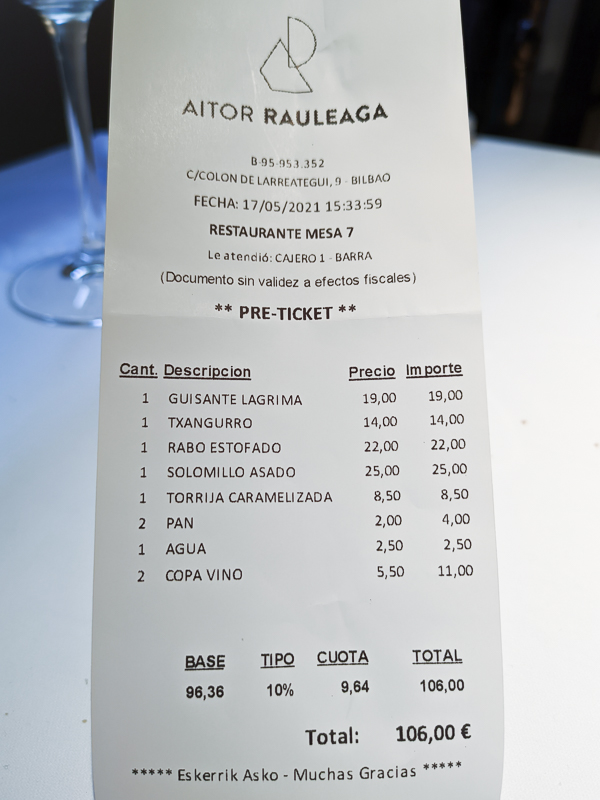 AITOR RAULEAGA
B-95-953.352
C/COLON DE LARREATEGUI, 9 - BILBAO
FECHA: 17/05/2021 15:33:59
RESTAURANTE MESA 7
Le atendió: CAJERO 1 - BARRA
(Documento sin validez a efectos fiscales)
** PRE-TICKET **
Cant. Descripcion Precio Importe
1 GUISANTE LAGRIMA 19,00 19,00
1 TXANGURRO 14,00 14,00
1 RABO ESTOFADO 22,00 22,00
1 SOLOMILLO ASADO 25,00 25,00
1 TORRIJA CARAMELIZADA 8,50 8,50
2 PAN 2,00 4,00
1 AGUA 2,50 2,50
2 COPA VINO 5,50 11,00
BASE TIPO CUOTA TOTAL
96,36 10% 9,64 106,00
Total: 106,00 €
***** Eskerrik Asko - Muchas Gracias *****